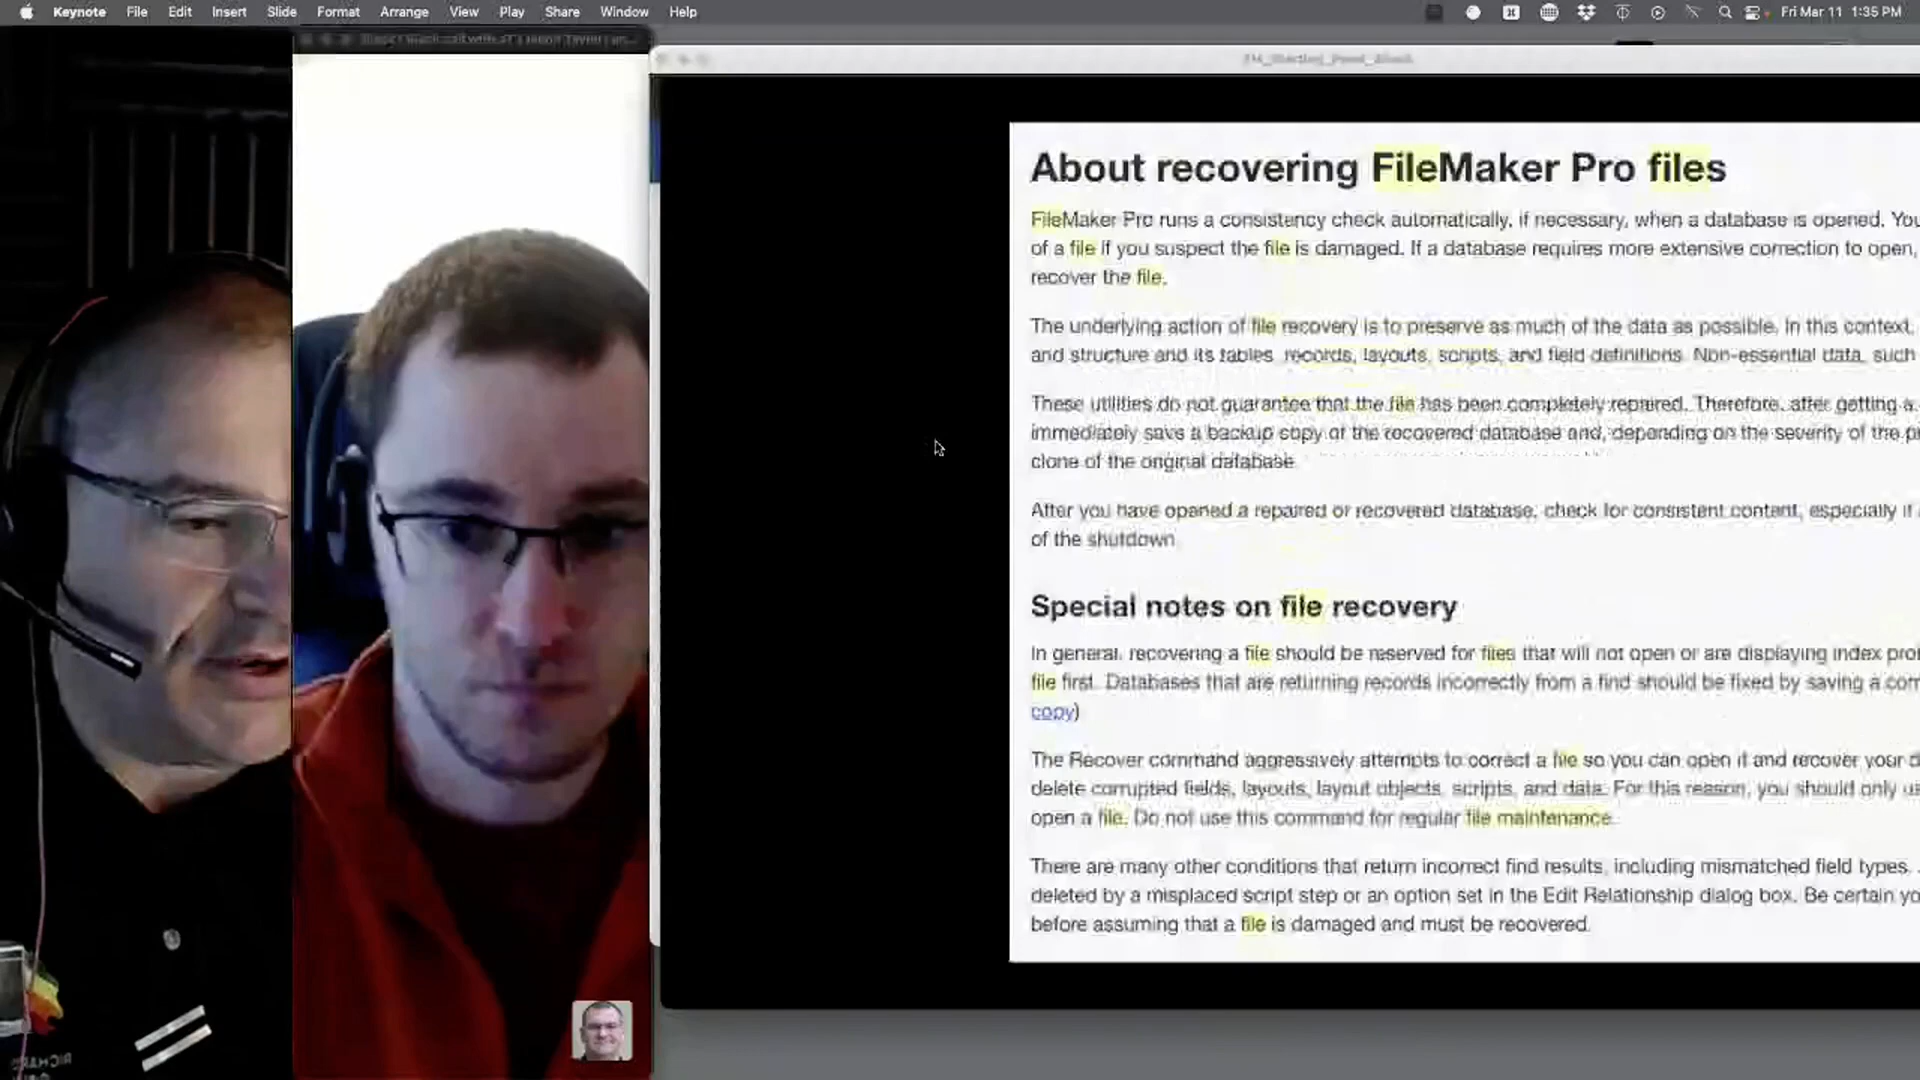 Keynote File Edit Insert Slide Format Arrange View Play Share Window Help Fri Mar 11 1:35 PM
About recovering FileMaker Pro files
FileMaker Pro runs a consistency check automatically, if necessary, when a database is opened. You
of a file if you suspect the file is damaged. If a database requires more extensive correction to open,
recover the file.
The underlying action of file recovery is to preserve as much of the data as possible. In this context,
and structure and its tables, records, layouts, scripts, and field definitions. Non-essential data, such
These utilities do not guarantee that the file has been completely repaired. Therefore, after getting a
immediately save a backup copy of the recovered database and, depending on the severity of the
clone of the original database.
After you have opened a repaired or recovered database, check for consistent content, especially if
of the shutdown.
Special notes on file recovery
In general, recovering a file should be reserved for files that will not open or are displaying index
file first. Databases that are returning records incorrectly from a find should be fixed by saving a
copy)
The Recover command aggressively attempts to correct a file so you can open it and recover your
delete corrupted fields, layouts, layout objects, scripts, and data. For this reason, you should only
open a file. Do not use this command for regular file maintenance.
There are many other conditions that return incorrect find results, including mismatched field types.
deleted by a misplaced script step or an option set in the Edit Relationship dialog box. Be certain
before assuming that a file is damaged and must be recovered.